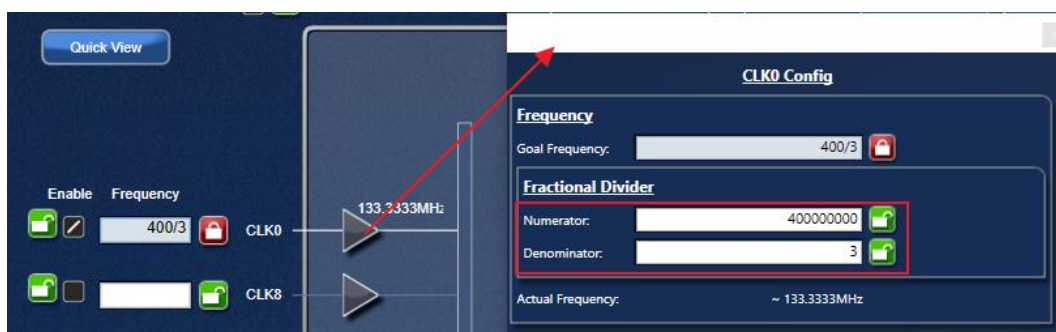 Quick View
Enable Frequency
400/3 CLK0
133.3333MHz
CLK8
CLK0 Config
Frequency
Goal Frequency: 400/3
Fractional Divider
Numerator: 400000000
Denominator: 3
Actual Frequency: ~ 133.3333MHz